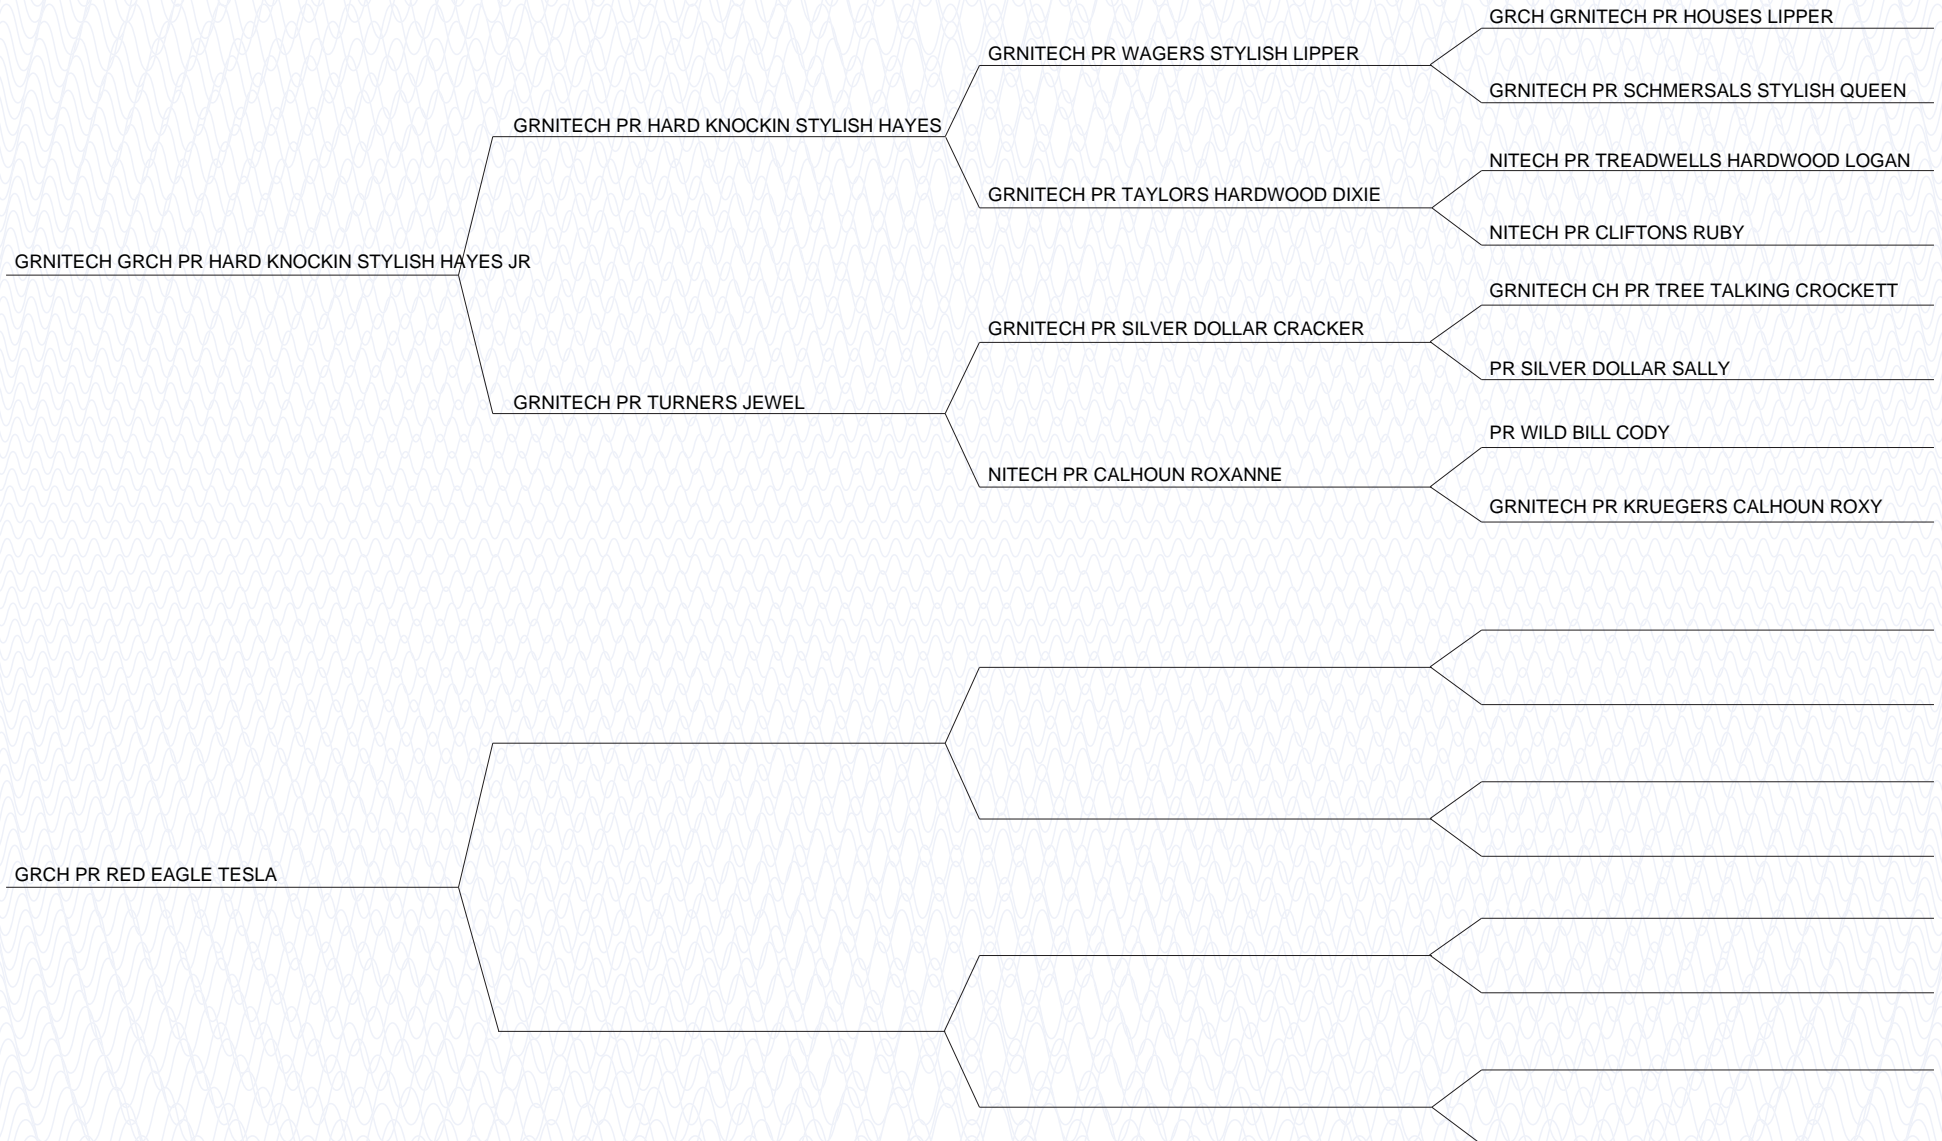 GRCH GRNITECH PR HOUSES LIPPER
GRNITECH PR WAGERS STYLISH LIPPER
GRNITECH PR SCHMERSALS STYLISH QUEEN
GRNITECH PR HARD KNOCKIN STYLISH HAYES
NITECH PR TREADWELLS HARDWOOD LOGAN
GRNITECH PR TAYLORS HARDWOOD DIXIE
NITECH PR CLIFTONS RUBY
GRNITECH GRCH PR HARD KNOCKIN STYLISH HAYES JR
GRNITECH CH PR TREE TALKING CROCKETT
GRNITECH PR SILVER DOLLAR CRACKER
PR SILVER DOLLAR SALLY
GRNITECH PR TURNERS JEWEL
PR WILD BILL CODY
NITECH PR CALHOUN ROXANNE
GRNITECH PR KRUEGERS CALHOUN ROXY
GRCH PR RED EAGLE TESLA